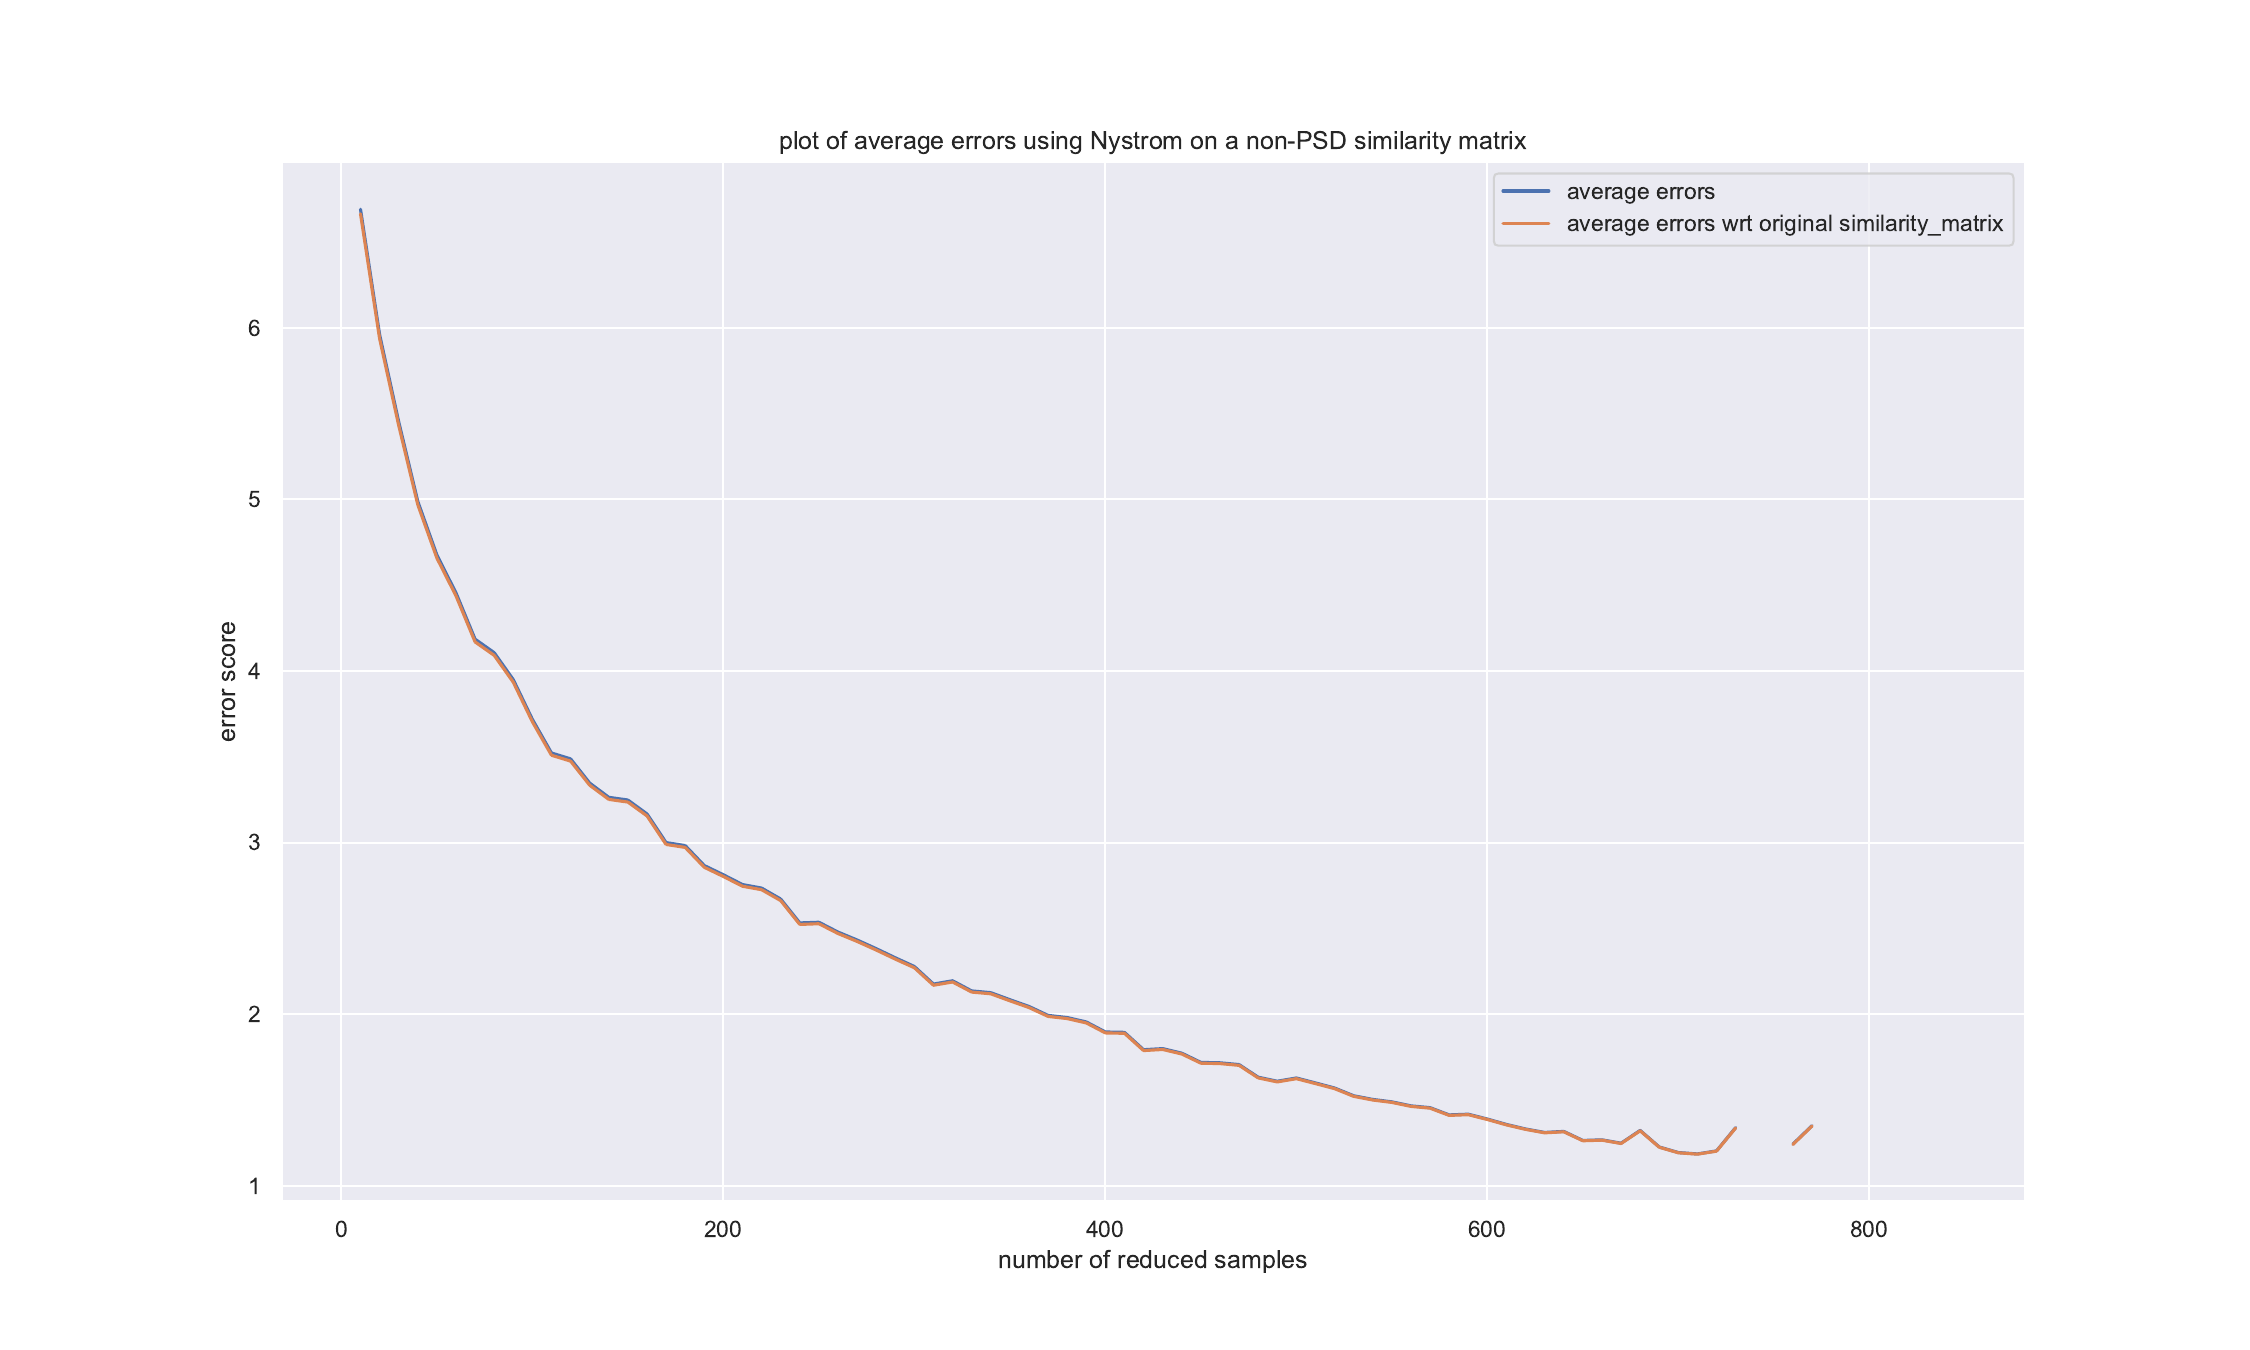 plot of average errors using Nystrom on a non-PSD similarity matrix
average errors
average errors wrt original similarity_matrix
error score
6
5
4
3
2
1
0 200 400 600 800
number of reduced samples